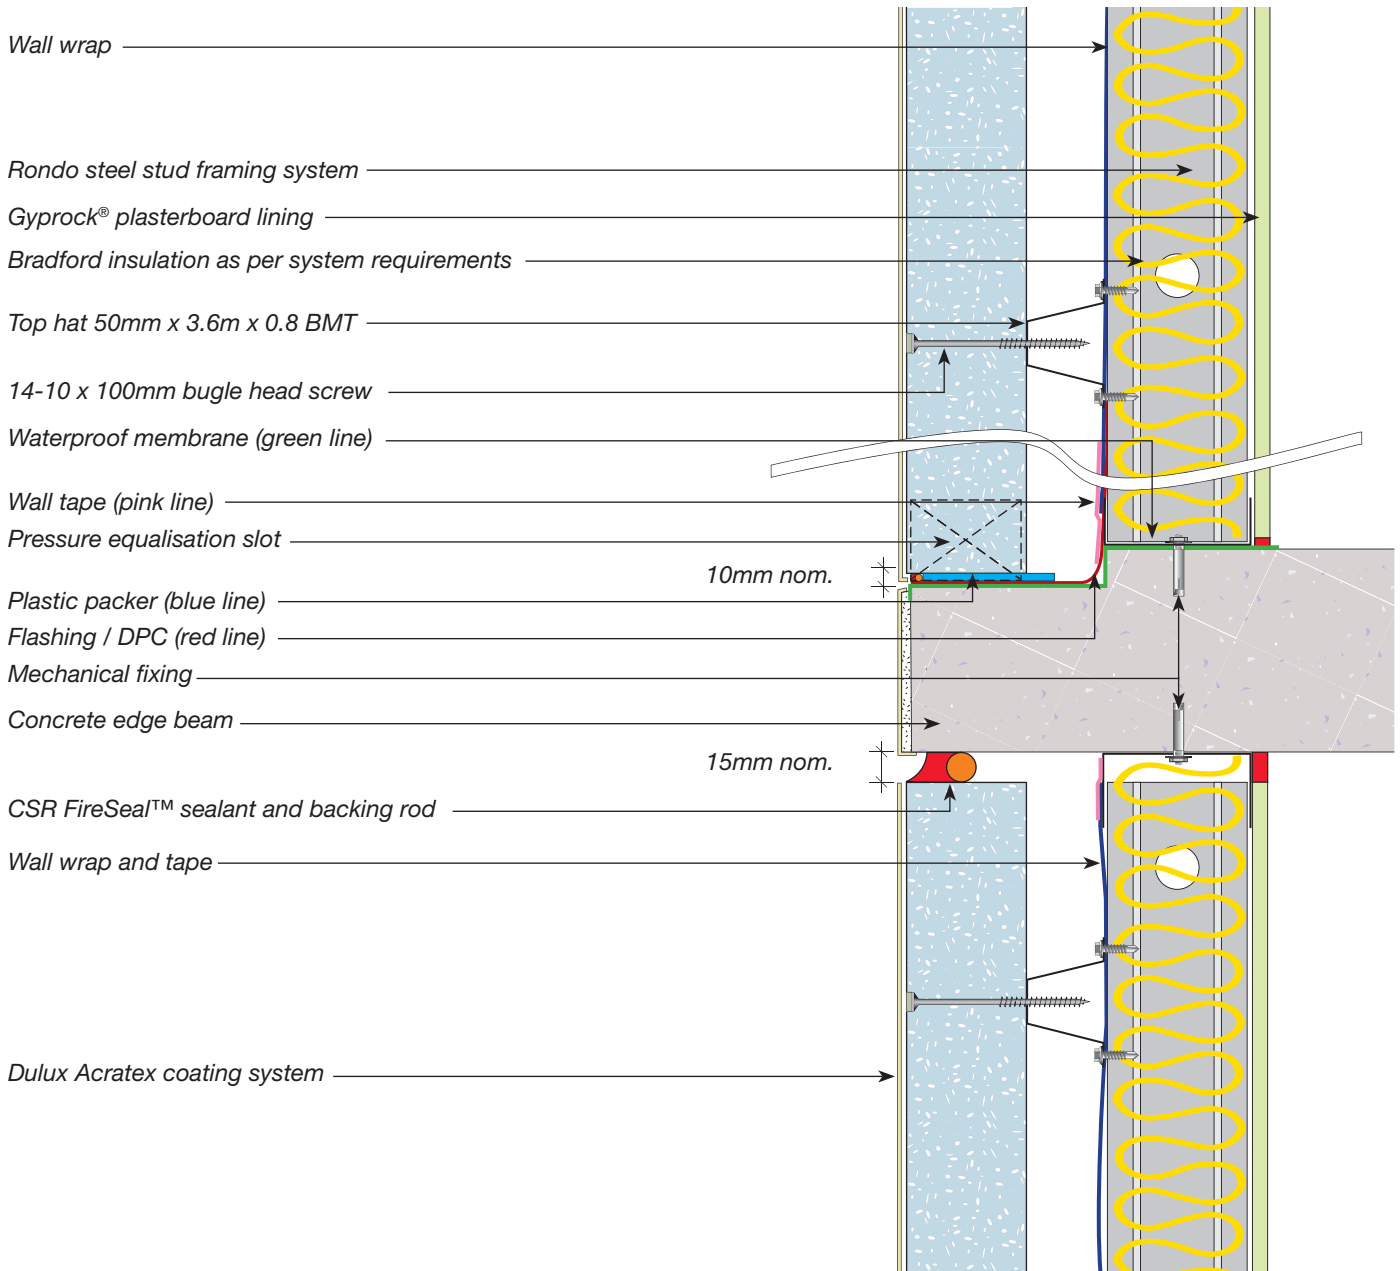 Wall wrap
Rondo steel stud framing system
Gyprock® plasterboard lining
Bradford insulation as per system requirements
Top hat 50mm x 3.6m x 0.8 BMT
14-10 x 100mm bugle head screw
Waterproof membrane (green line)
Wall tape (pink line)
Pressure equalisation slot
10mm nom.
Plastic packer (blue line)
Flashing / DPC (red line)
Mechanical fixing
Concrete edge beam
15mm nom.
CSR FireSeal™ sealant and backing rod
Wall wrap and tape
Dulux Acratex coating system